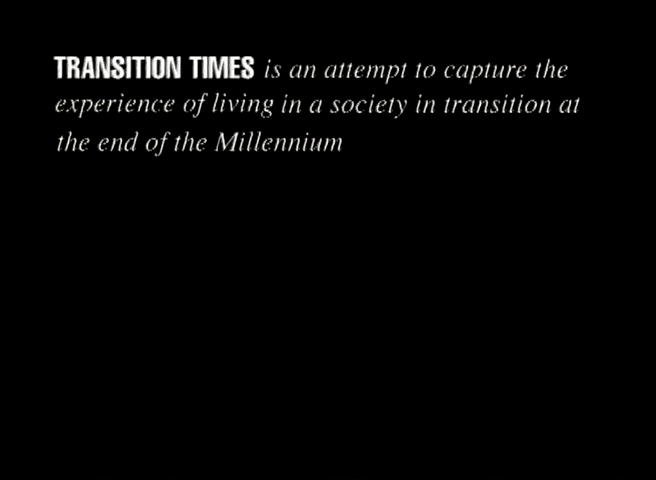 TRANSITION TIMES is an attempt to capture the
experience of living in a society in transition at
the end of the Millennium